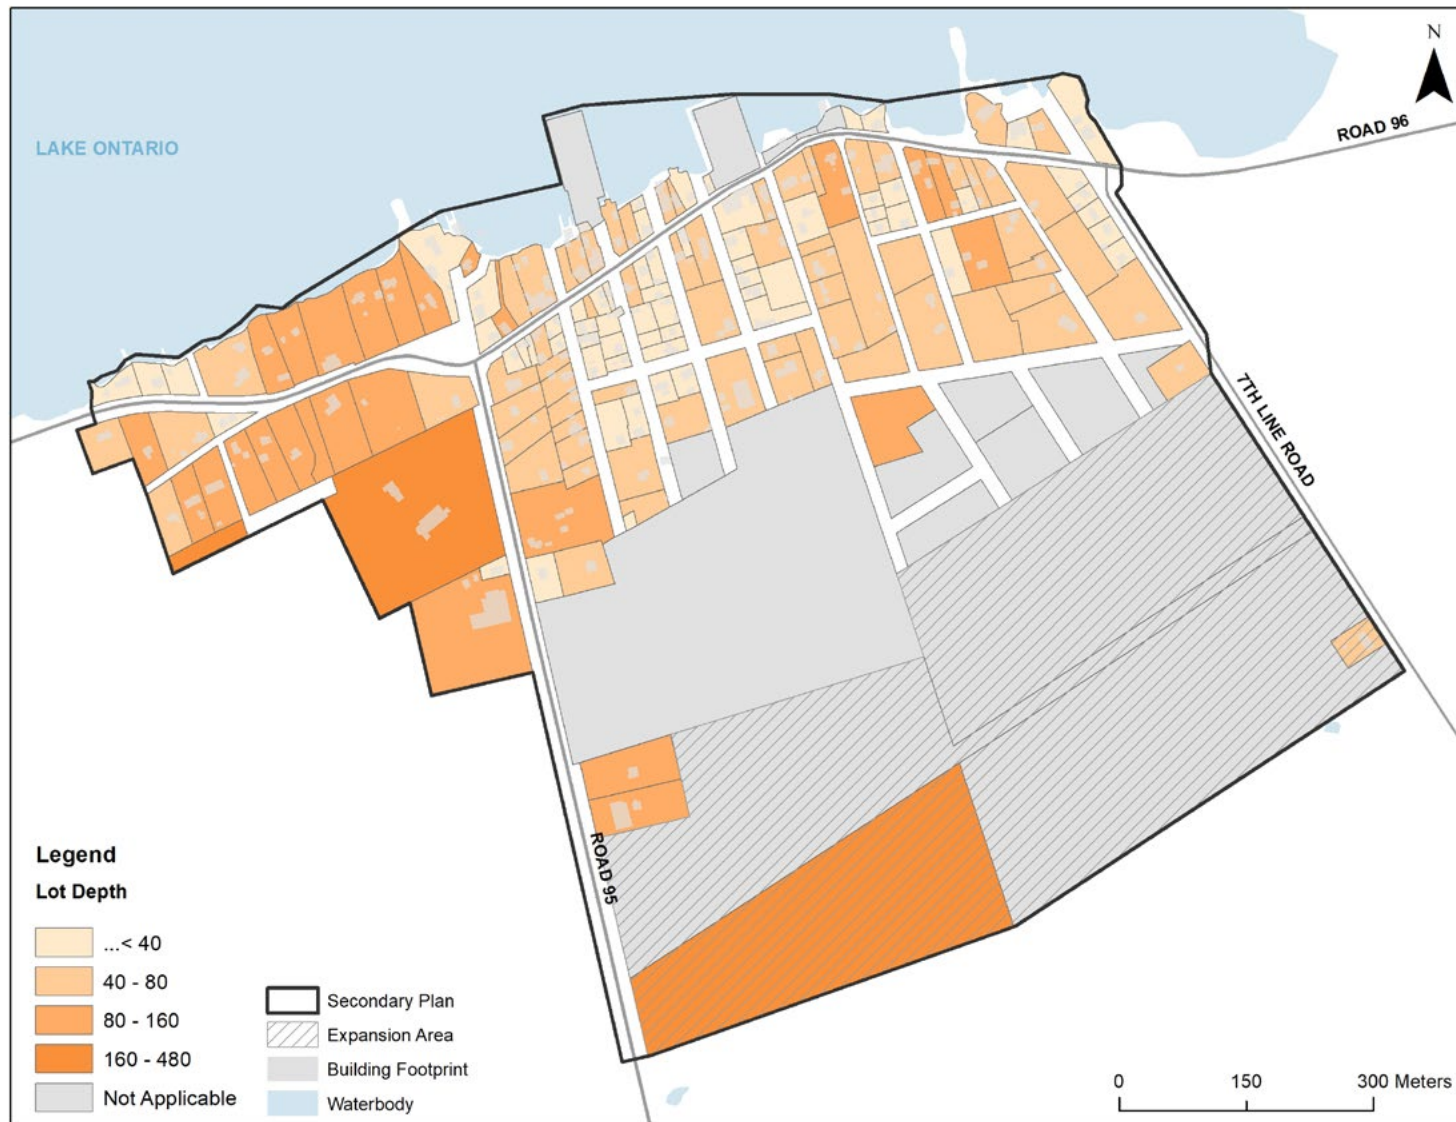 N
ROAD 96
LAKE ONTARIO
7TH LINE ROAD
ROAD 95
Legend
Lot Depth
...< 40
40 - 80
80 - 160
160 - 480
Not Applicable
Secondary Plan
Expansion Area
Building Footprint
Waterbody
0 150 300 Meters